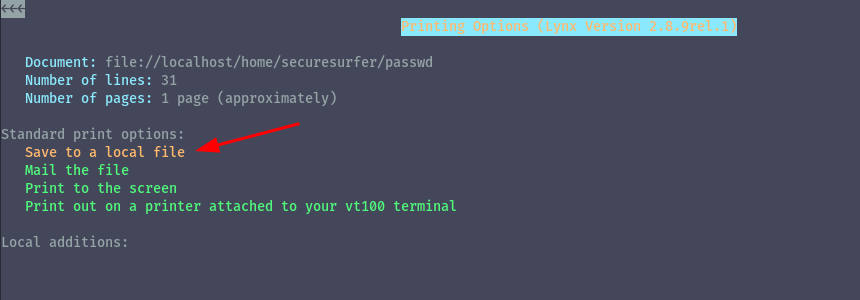 <<<
Printing Options (Lynx Version 2.8.9rel.1)
Document: file://localhost/home/securesurfer/passwd
Number of lines: 31
Number of pages: 1 page (approximately)
Standard print options:
Save to a local file
Mail the file
Print to the screen
Print out on a printer attached to your vt100 terminal
Local additions: